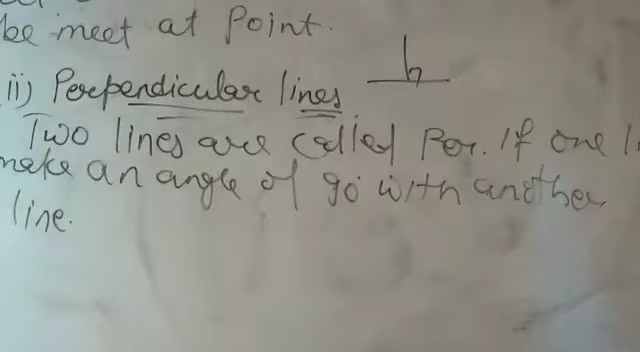 be meet at Point.
ii) Perpendicular lines.
Two lines are called Per. If one
make an angle of 90° with another
line.